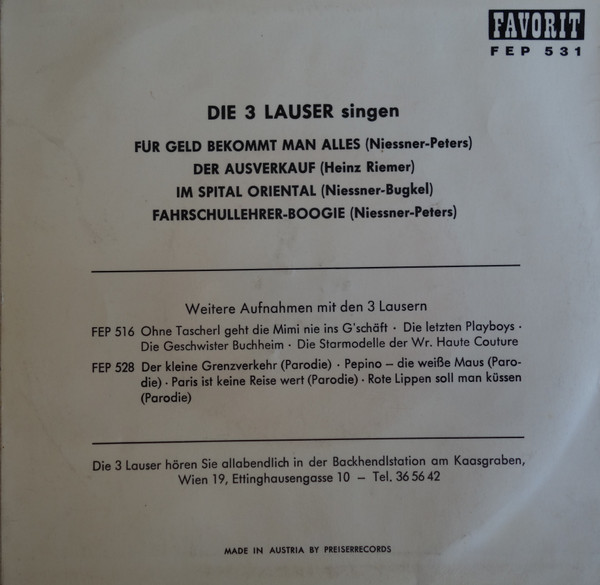 FAVORIT
FEP 531
DIE 3 LAUSER singen
FÜR GELD BEKOMMT MAN ALLES (Niessner-Peters)
DER AUSVERKAUF (Heinz Riemer)
IM SPITAL ORIENTAL (Niessner-Bugkel)
FAHRSCHULLEHRER-BOOGIE (Niessner-Peters)
Weitere Aufnahmen mit den 3 Lausern
FEP 516 Ohne Tascherl geht die Mimi nie ins G'schäft · Die letzten Playboys ·
Die Geschwister Buchheim · Die Starmodelle der Wr. Haute Couture
FEP 528 Der kleine Grenzverkehr (Parodie) · Pepino – die weiße Maus (Paro-
die) · Paris ist keine Reise wert (Parodie) · Rote Lippen soll man küssen
(Parodie)
Die 3 Lauser hören Sie allabendlich in der Backhendlstation am Kaasgraben,
Wien 19, Ettinghausengasse 10 – Tel. 36 56 42
MADE IN AUSTRIA BY PREISERRECORDS